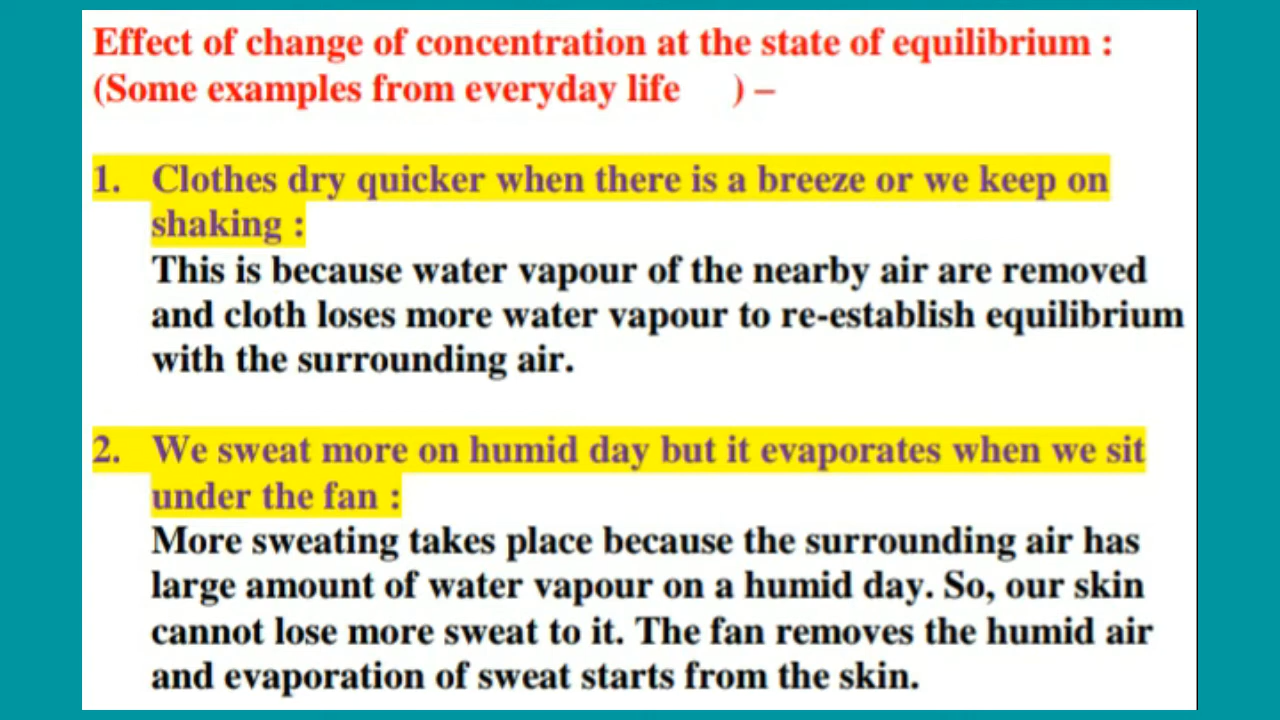 Effect of change of concentration at the state of equilibrium :
(Some examples from everyday life ) –
1. Clothes dry quicker when there is a breeze or we keep on
shaking :
This is because water vapour of the nearby air are removed
and cloth loses more water vapour to re-establish equilibrium
with the surrounding air.
2. We sweat more on humid day but it evaporates when we sit
under the fan :
More sweating takes place because the surrounding air has
large amount of water vapour on a humid day. So, our skin
cannot lose more sweat to it. The fan removes the humid air
and evaporation of sweat starts from the skin.